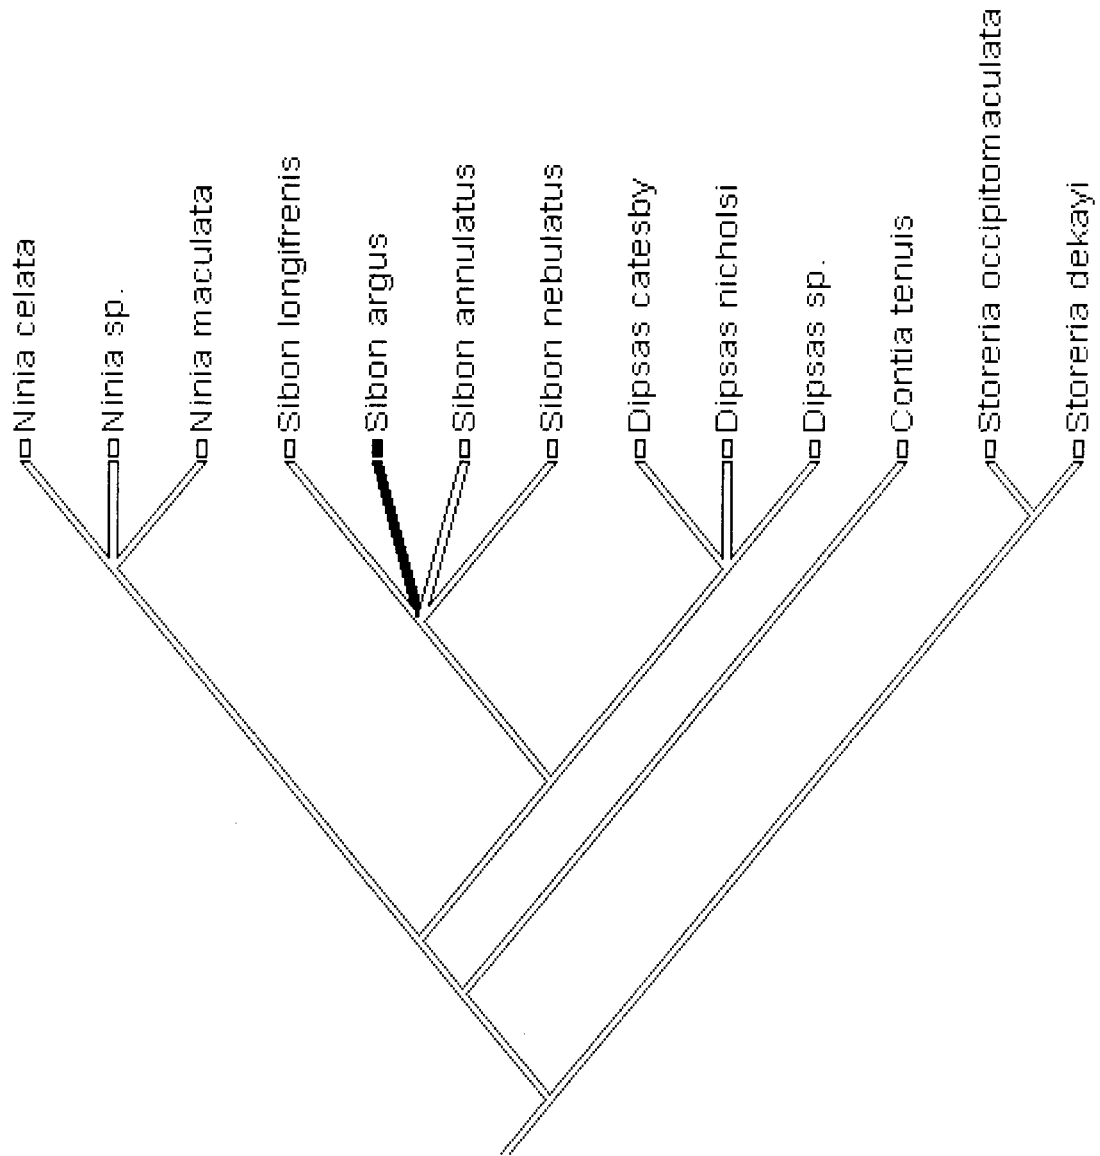 Ninia celata
Ninia sp.
Ninia maculata
Sibon longifrenis
Sibon argus
Sibon annulatus
Sibon nebulatus
Dipsas catesby
Dipsas nicholsi
Dipsas sp.
Contia tenuis
Storeria occipitomaculata
Storeria dekayi